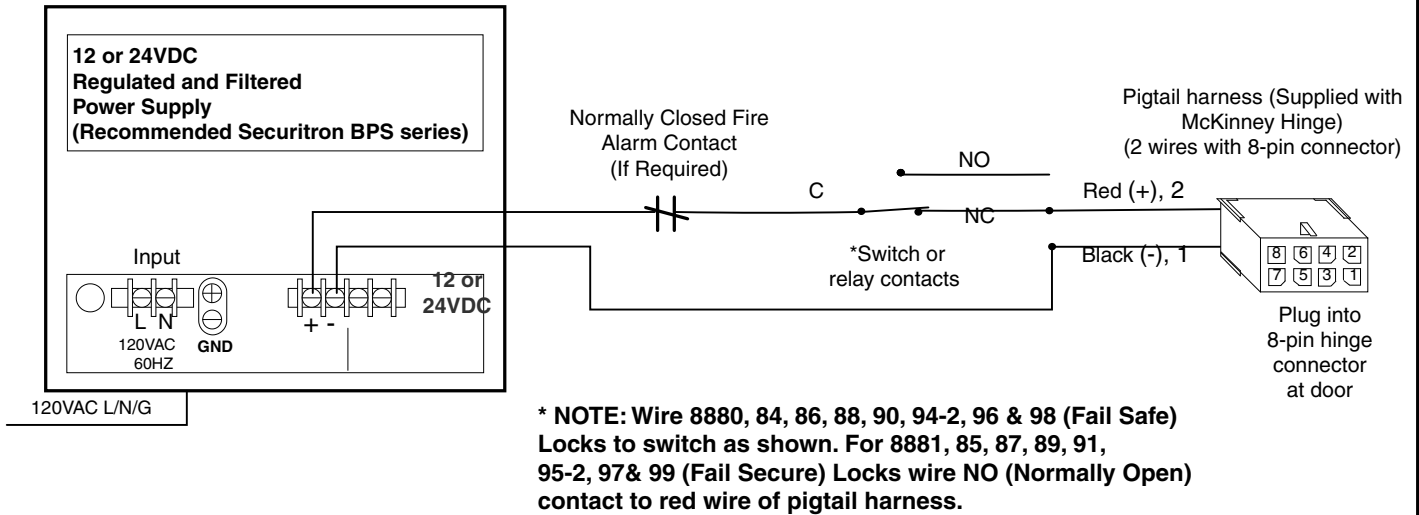 12 or 24VDC
Regulated and Filtered
Power Supply
(Recommended Securitron BPS series)
Normally Closed Fire
Alarm Contact
(If Required)
Pigtail harness (Supplied with
McKinney Hinge)
(2 wires with 8-pin connector)
NO
C
NC
Red (+), 2
*Switch or
relay contacts
Black (-), 1
8 6 4 2
7 5 3 1
Plug into
8-pin hinge
connector
at door
Input
L N
120VAC
60HZ
GND
+ -
12 or
24VDC
120VAC L/N/G
* NOTE: Wire 8880, 84, 86, 88, 90, 94-2, 96 & 98 (Fail Safe)
Locks to switch as shown. For 8881, 85, 87, 89, 91,
95-2, 97& 99 (Fail Secure) Locks wire NO (Normally Open)
contact to red wire of pigtail harness.